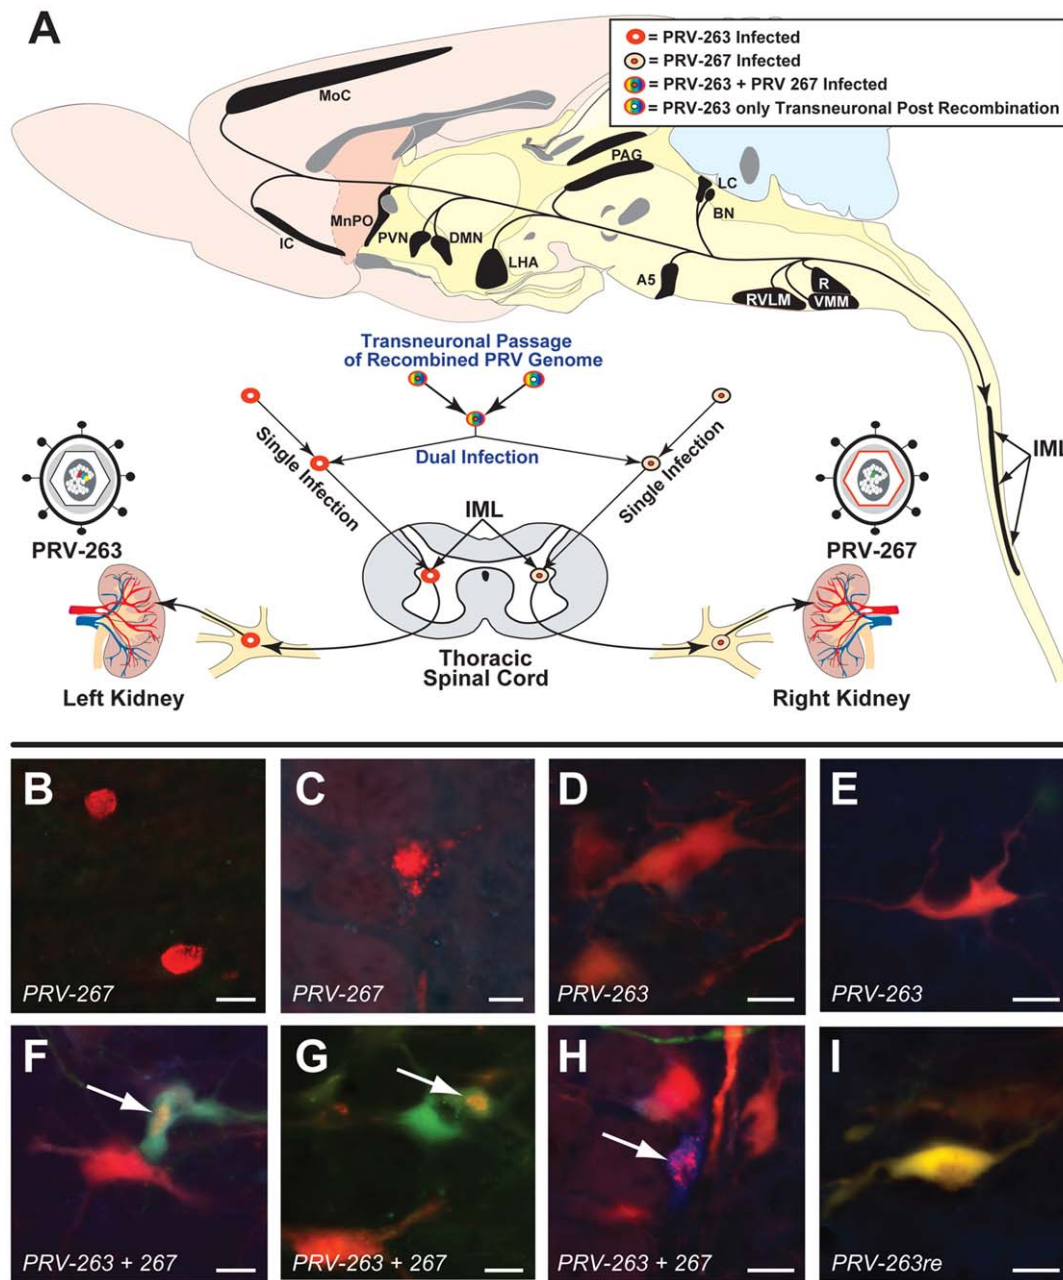 A
= PRV-263 Infected
= PRV-267 Infected
= PRV-263 + PRV 267 Infected
= PRV-263 only Transneuronal Post Recombination
MoC
PAG
LC
BN
MnPO
IC
PVN
DMN
LHA
A5
R
RVLM
VMM
Transneuronal Passage
of Recombined PRV Genome
Single Infection
Dual Infection
Single Infection
IML
IML
PRV-263
PRV-267
Thoracic
Spinal Cord
Left Kidney
Right Kidney
B
PRV-267
C
PRV-267
D
PRV-263
E
PRV-263
F
PRV-263 + 267
G
PRV-263 + 267
H
PRV-263 + 267
I
PRV-263re